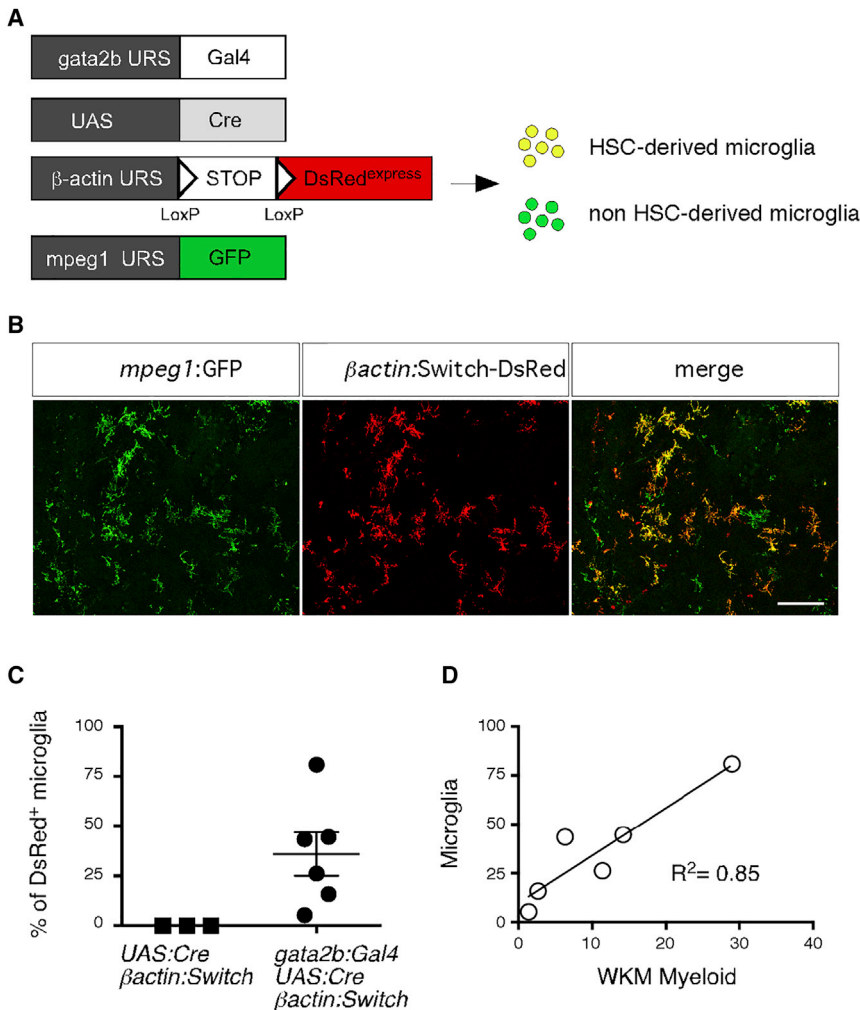 A
gata2b URS Gal4
UAS Cre
β-actin URS STOP DsRedexpress
LoxP LoxP
mpeg1 URS GFP
HSC-derived microglia
non HSC-derived microglia
B
mpeg1:GFP βactin:Switch-DsRed merge
C
% of DsRed+ microglia
100
75
50
25
0
UAS:Cre
βactin:Switch
gata2b:Gal4
UAS:Cre
βactin:Switch
D
Microglia
100
75
50
25
0
R2= 0.85
0 10 20 30 40
WKM Myeloid